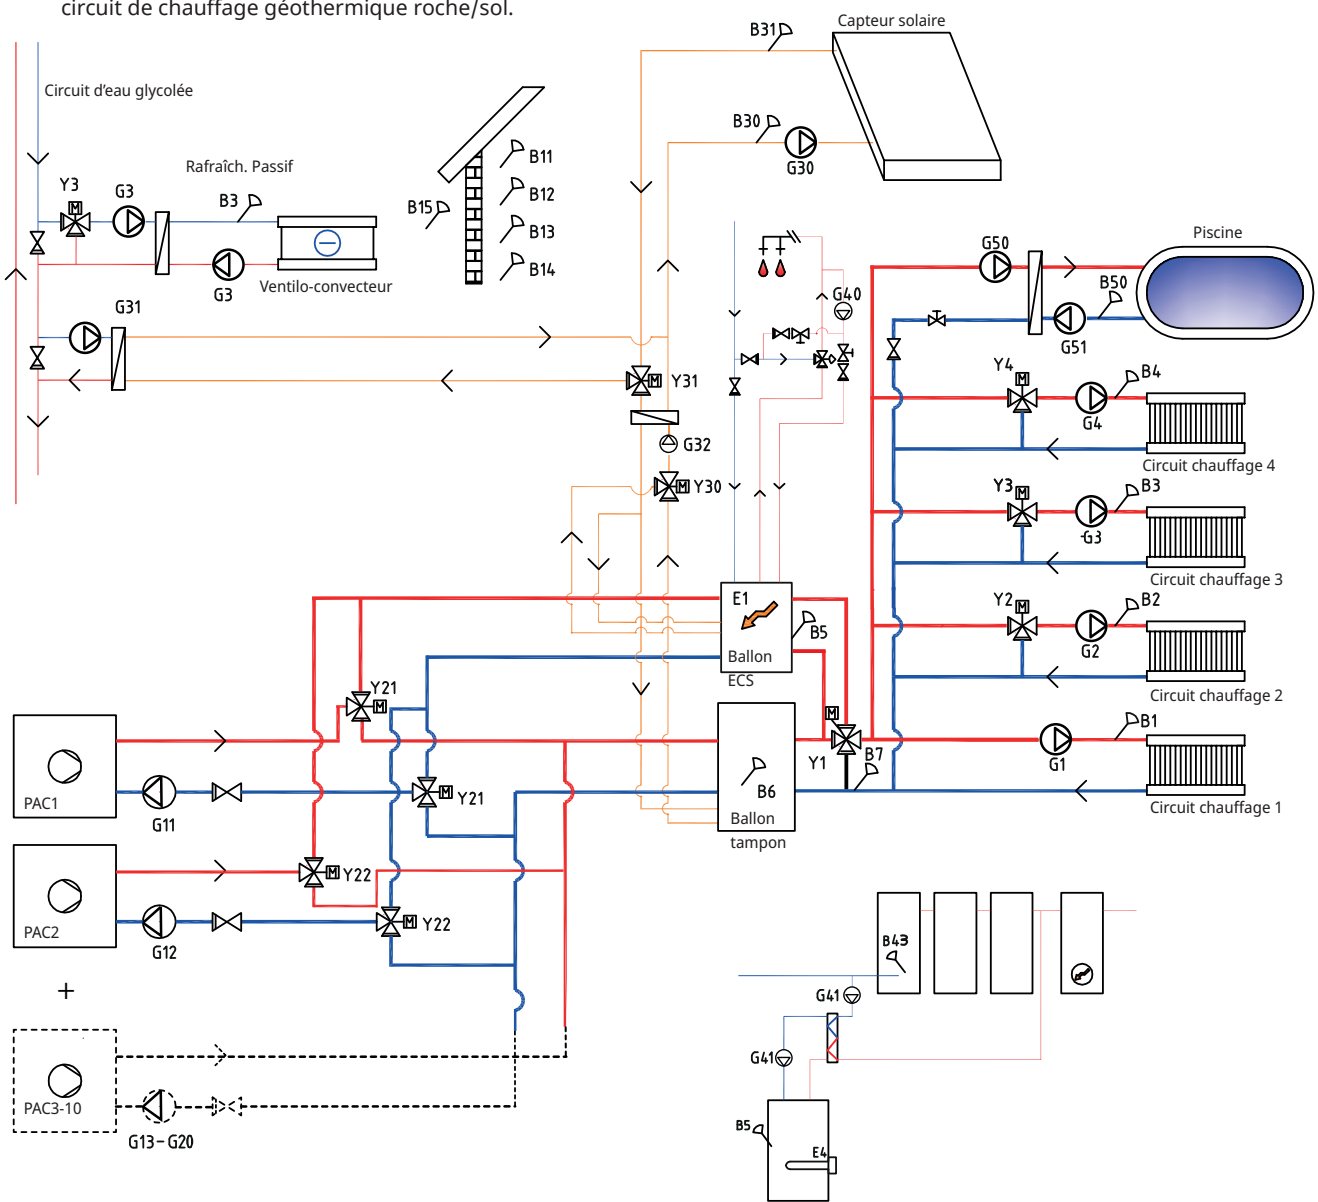 circuit de chauffage géothermique roche/sol.
Capteur solaire
B31
Circuit d'eau glycolée
B30
G30
Rafraîch. Passif
B11
Y3
G3
B3
B12
B15
B13
B14
G3
Ventilo-convecteur
G31
Piscine
G50
B50
G51
G40
Y31
G32
Y30
Y4
M
B4
G4
Circuit chauffage 4
Y3
M
B3
G3
Circuit chauffage 3
Y2
M
B2
G2
Circuit chauffage 2
E1
B5
Ballon
ECS
Y21
M
B1
G1
Y1
M
B7
Circuit chauffage 1
B6
Ballon
tampon
PAC1
G11
Y21
M
PAC2
G12
Y22
M
Y22
M
+
PAC3-10
G13-G20
B43
G41
G41
B5
E4
M
M
M